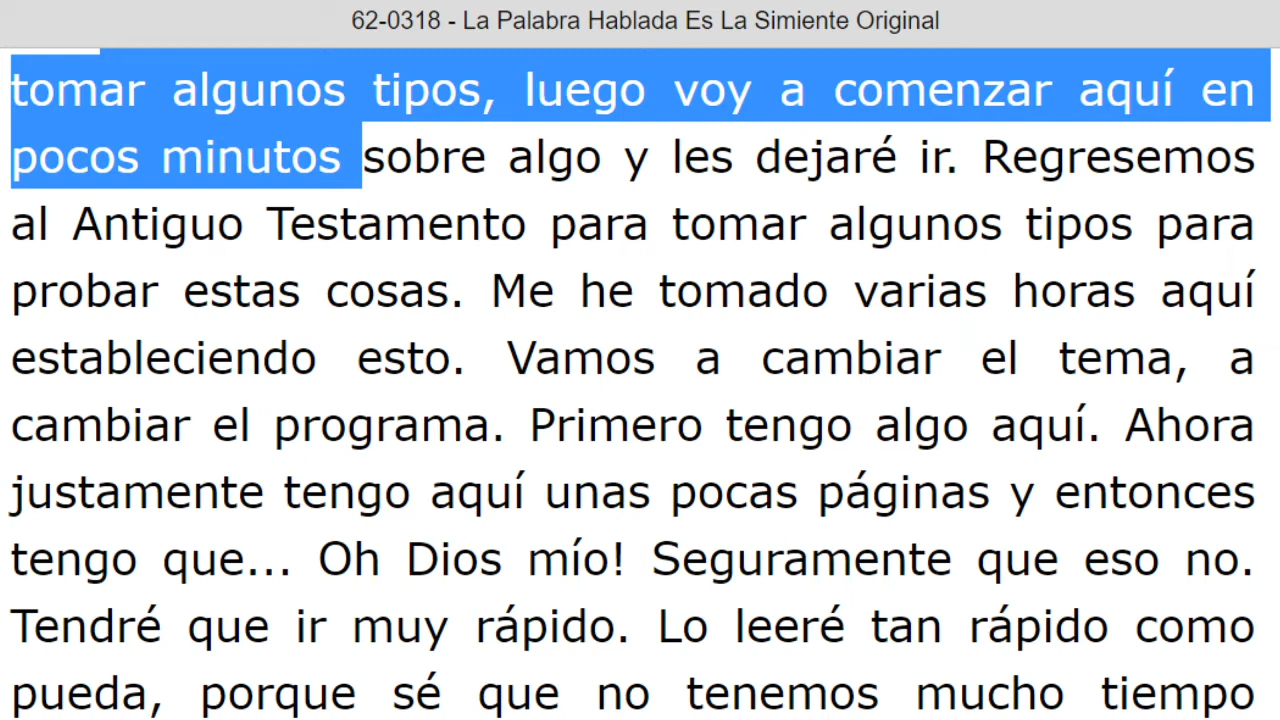 62-0318 - La Palabra Hablada Es La Simiente Original
tomar algunos tipos, luego voy a comenzar aquí en
pocos minutos sobre algo y les dejaré ir. Regresemos
al Antiguo Testamento para tomar algunos tipos para
probar estas cosas. Me he tomado varias horas aquí
estableciendo esto. Vamos a cambiar el tema, a
cambiar el programa. Primero tengo algo aquí. Ahora
justamente tengo aquí unas pocas páginas y entonces
tengo que... Oh Dios mío! Seguramente que eso no.
Tendré que ir muy rápido. Lo leeré tan rápido como
pueda, porque sé que no tenemos mucho tiempo